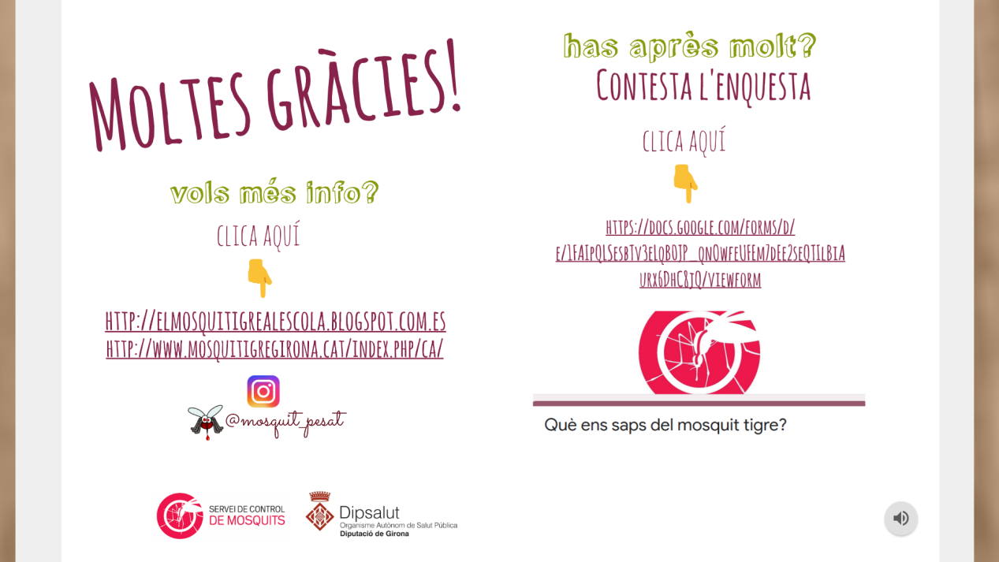 Moltes gràcies!
vols més info?
clica aquí
http://elmosquitigrealescola.blogspot.com.es
http://www.mosquitigregirona.cat/index.php/ca/
@mosquit_pesat
SERVEI DE CONTROL
DE MOSQUITS
Dipsalut
Organisme Autònom de Salut Pública
Diputació de Girona
has après molt?
Contesta l'enquesta
clica aquí
https://docs.google.com/forms/d/
e/1FAIpQLSesbTv3elqBOJP_qnOwfeUFEm7dEe2seQTIlBiA
urx6DhC8jQ/viewform
Què ens saps del mosquit tigre?